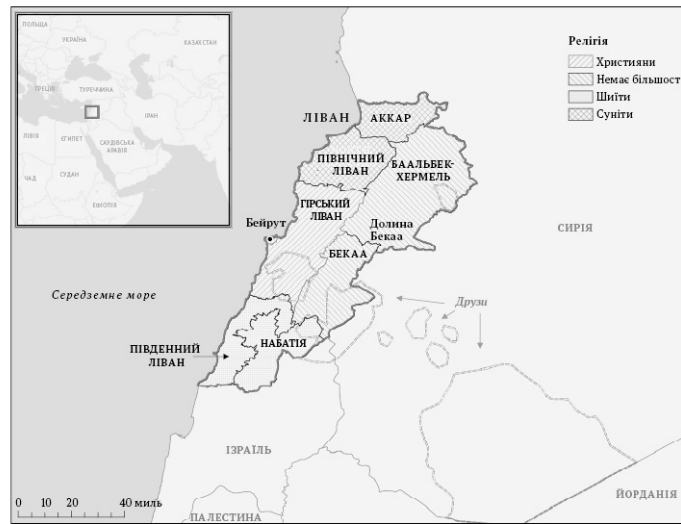 ПОЛЬЩА
УКРАЇНА
КАЗАХСТАН
ГРЕЦІЯ
ТУРЕЧЧИНА
ІРАН
ЛІВІЯ
ЄГИПЕТ
САУДІВСЬКА
АРАВІЯ
ЧАД
СУДАН
ЕФІОПІЯ
Релігія
Християни
Немає більшост
Шиїти
Суніти
ЛІВАН
АККАР
ПІВНІЧНИЙ
ЛІВАН
БААЛЬБЕК-
ХЕРМЕЛЬ
ГІРСЬКИЙ
ЛІВАН
Бейрут
Долина
Бекаа
СИРІЯ
БЕКАА
Середземне море
Друзи
НАБАТІЯ
ПІВДЕННИЙ
ЛІВАН
ІЗРАЇЛЬ
0 10 20 40 миль
ПАЛЕСТИНА
ЙОРДАНІЯ